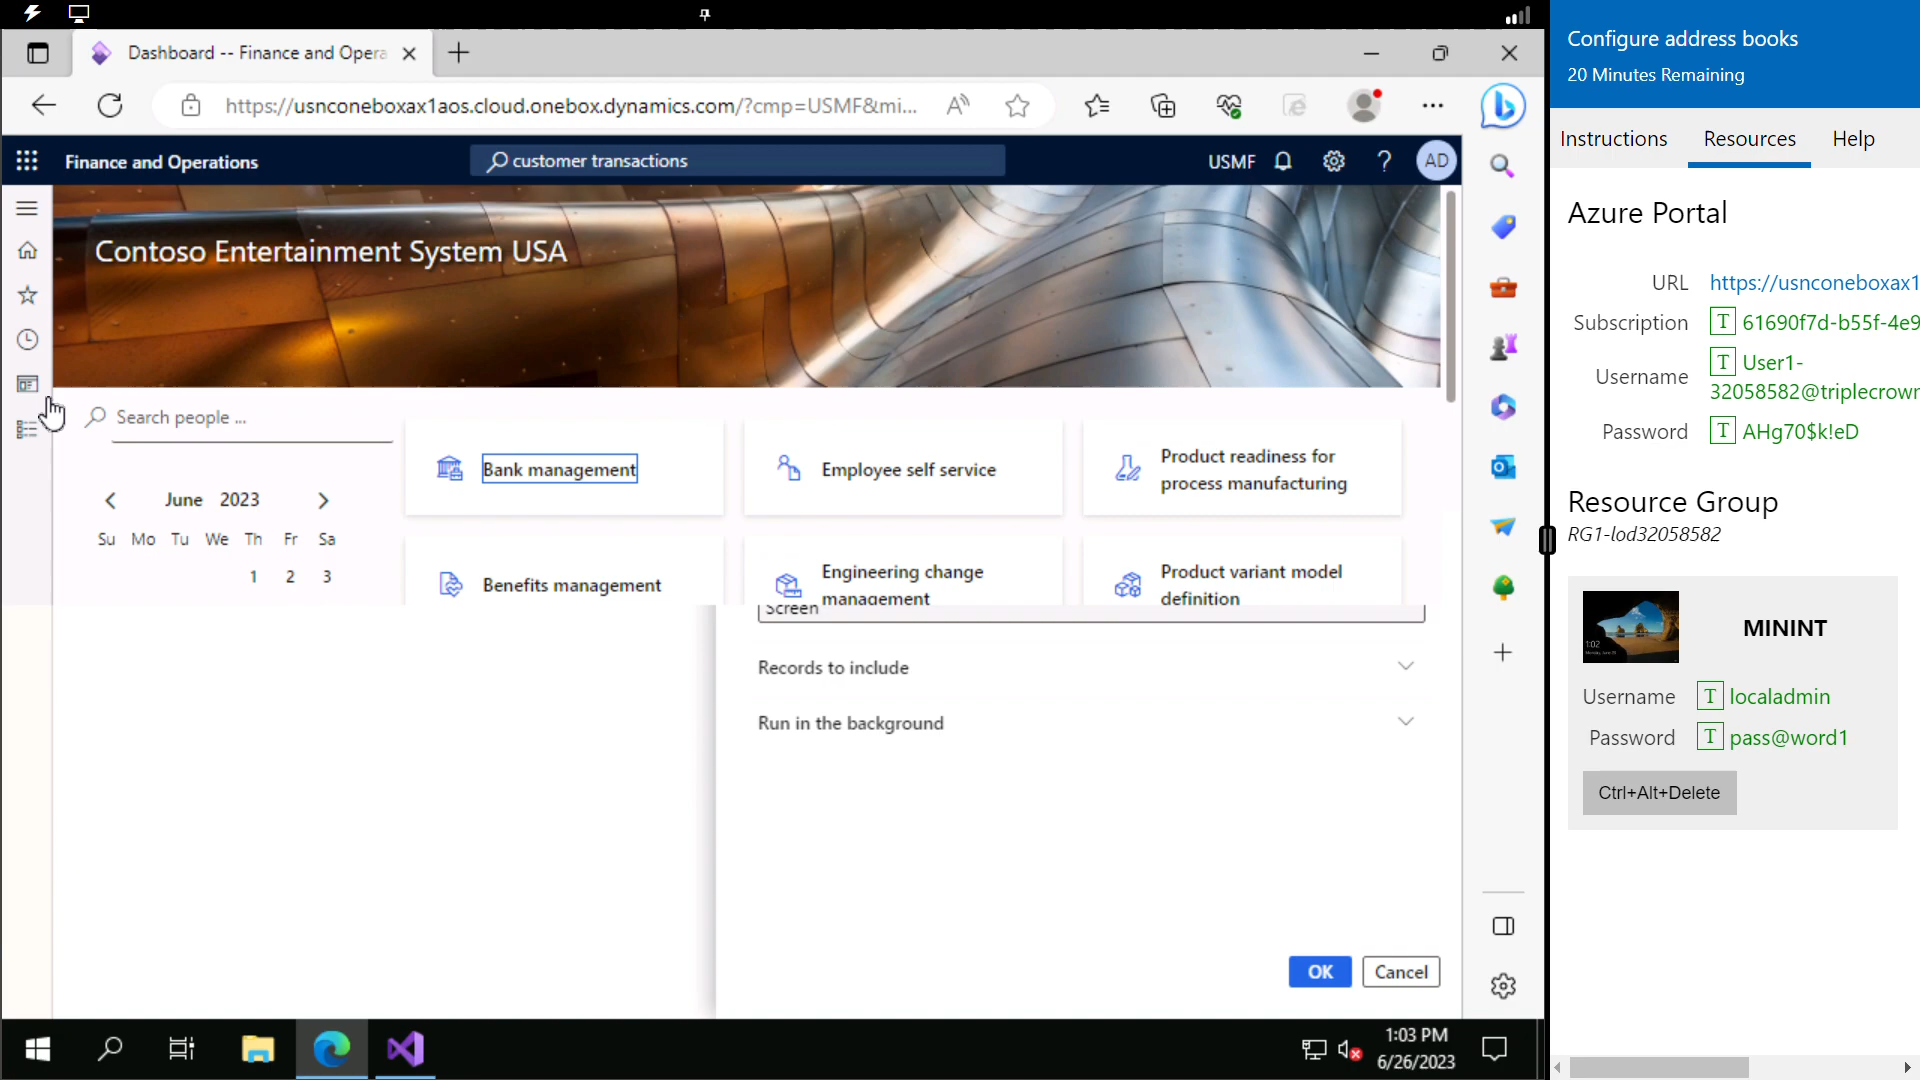 Dashboard -- Finance and Opera
https://usnconeboxax1aos.cloud.onebox.dynamics.com/?cmp=USMF&mi...
Finance and Operations
customer transactions
USMF
AD
Contoso Entertainment System USA
Search people ...
June 2023
Su Mo Tu We Th Fr Sa
1 2 3
Bank management
Employee self service
Product readiness for
process manufacturing
Benefits management
Engineering change
management
Product variant model
definition
Screen
Records to include
Run in the background
OK
Cancel
1:03 PM
6/26/2023
Configure address books
20 Minutes Remaining
Instructions
Resources
Help
Azure Portal
URL https://usnconeboxax1
Subscription T 61690f7d-b55f-4e9
Username T User1-
32058582@triplecrown
Password T AHg70$k!eD
Resource Group
RG1-lod32058582
MININT
Username T localadmin
Password T pass@word1
Ctrl+Alt+Delete